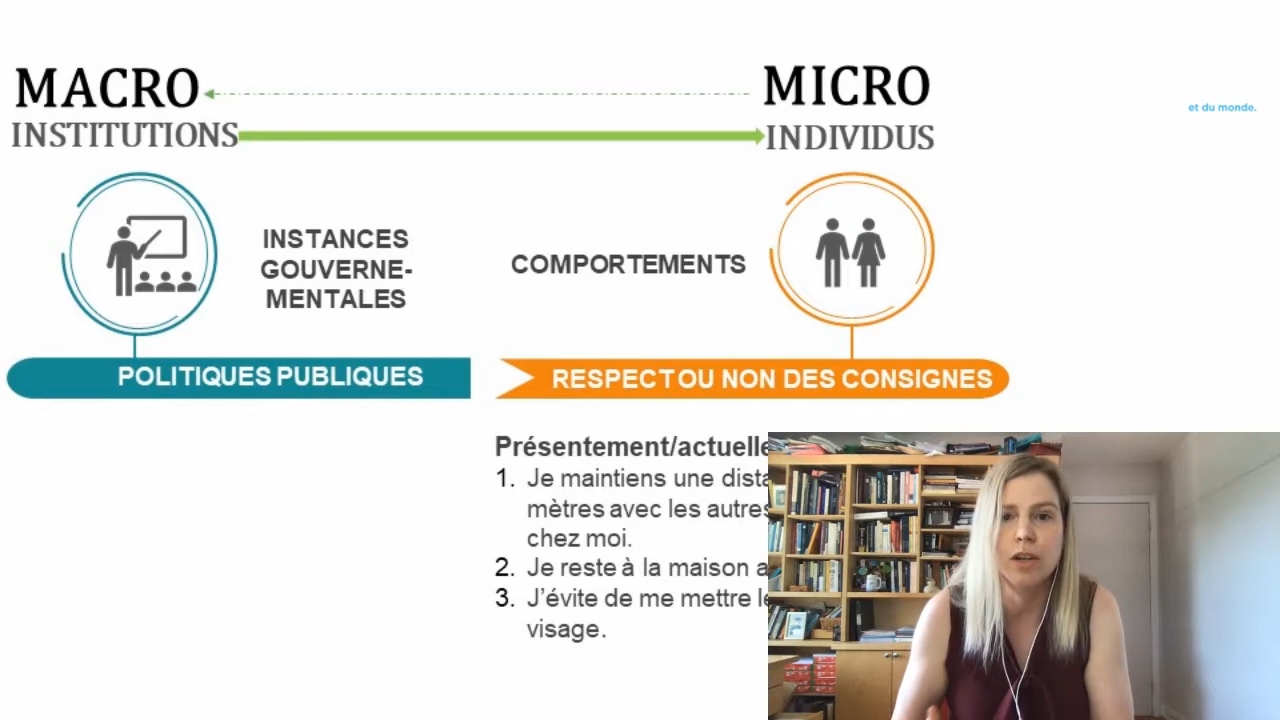 MACRO
MICRO
et du monde.
INSTITUTIONS
INDIVIDUS
INSTANCES
GOUVERNE-
MENTALES
COMPORTEMENTS
POLITIQUES PUBLIQUES
RESPECT OU NON DES CONSIGNES
Présentement/actuelle
1. Je maintiens une dista
mètres avec les autres
chez moi.
2. Je reste à la maison a
3. J'évite de me mettre le
visage.